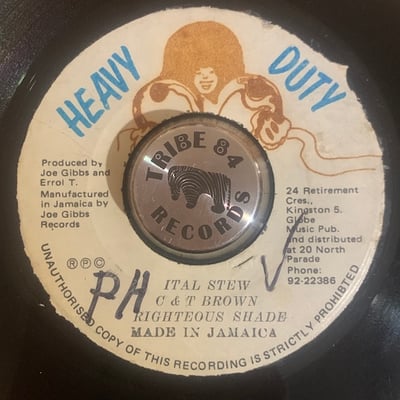 HEAVY DUTY
TRIBE 84
RECORDS
Produced by
Joe Gibbs and
Errol T.
Manufactured
in Jamaica by
Joe Gibbs
Records
24 Retirement
Cres.,
Kingston 5.
Globe
Music Pub.
And distributed
at 20 North
Parade
Phone:
92-22386
ⓇⓅⒸ
PH
V
ITAL STEW
C & T BROWN
RIGHTEOUS SHADE
MADE IN JAMAICA
UNAUTHORISED COPY OF THIS RECORDING IS STRICTLY PROHIBITED